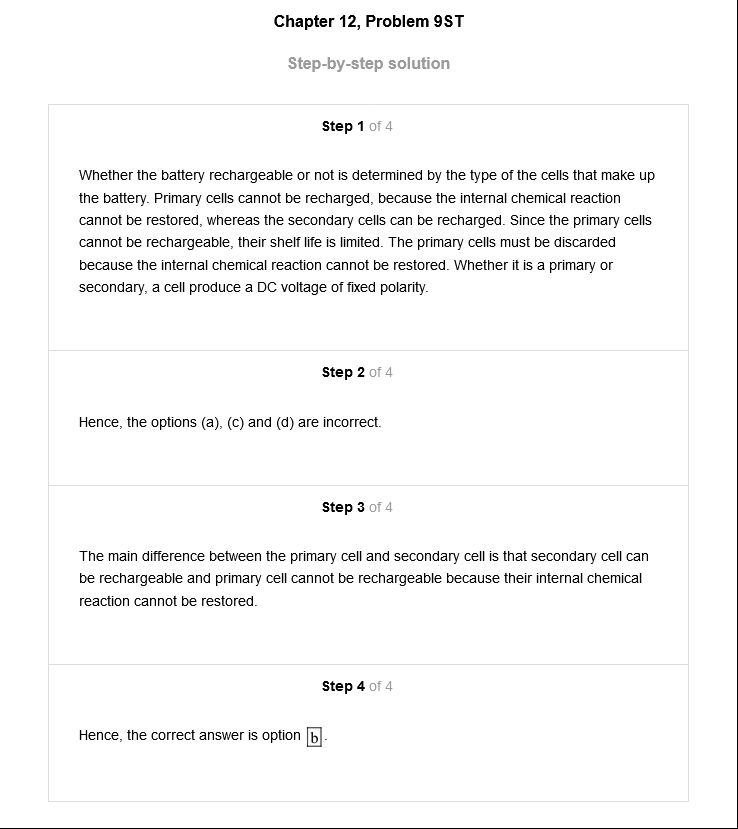 Chapter 12, Problem 9ST
Step-by-step solution
Step 1 of 4
Whether the battery rechargeable or not is determined by the type of the cells that make up
the battery. Primary cells cannot be recharged, because the internal chemical reaction
cannot be restored, whereas the secondary cells can be recharged. Since the primary cells
cannot be rechargeable, their shelf life is limited. The primary cells must be discarded
because the internal chemical reaction cannot be restored. Whether it is a primary or
secondary, a cell produce a DC voltage of fixed polarity.
Step 2 of 4
Hence, the options (a), (c) and (d) are incorrect.
Step 3 of 4
The main difference between the primary cell and secondary cell is that secondary cell can
be rechargeable and primary cell cannot be rechargeable because their internal chemical
reaction cannot be restored.
Step 4 of 4
Hence, the correct answer is option b.